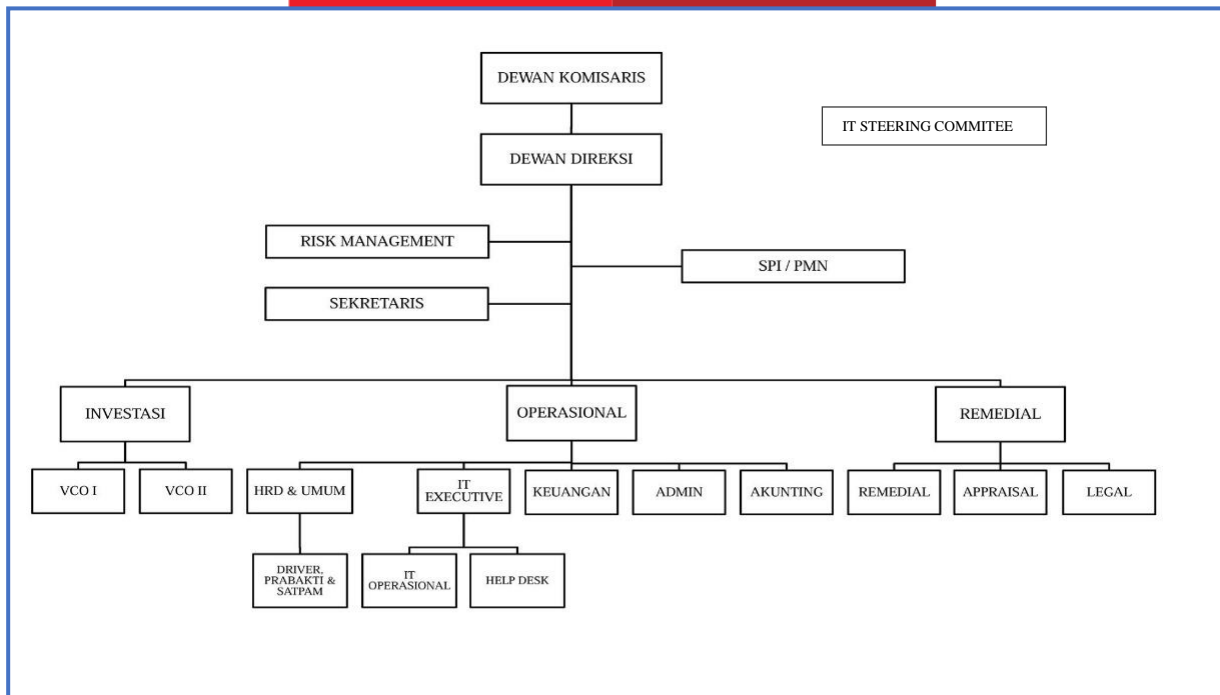 DEWAN KOMISARIS
IT STEERING COMMITEE
DEWAN DIREKSI
RISK MANAGEMENT
SPI / PMN
SEKRETARIS
INVESTASI
OPERASIONAL
REMEDIAL
VCO I
VCO II
HRD & UMUM
IT
EXECUTIVE
KEUANGAN
ADMIN
AKUNTING
REMEDIAL
APPRAISAL
LEGAL
DRIVER,
PRABAKTI &
SATPAM
IT
OPERASIONAL
HELP DESK